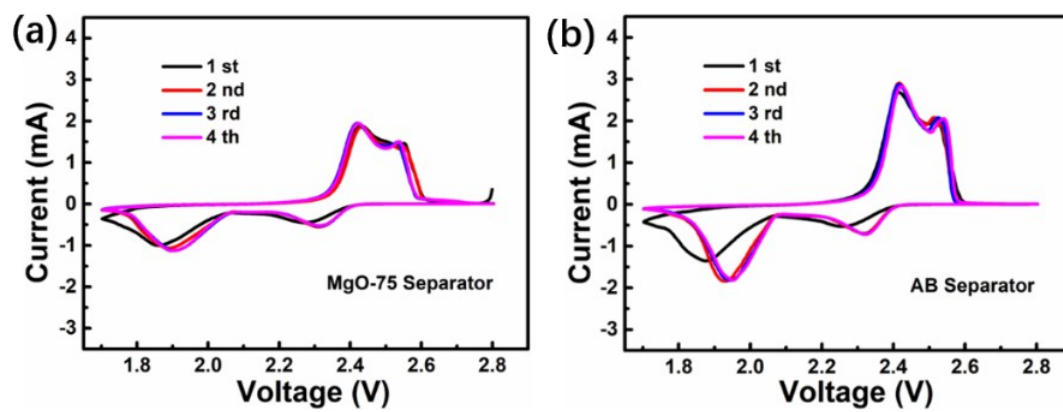 (a)
Current (mA)
4
3
2
1
0
-1
-2
-3
1 st
2 nd
3 rd
4 th
MgO-75 Separator
1.8
2.0
2.2
2.4
2.6
2.8
Voltage (V)
(b)
Current (mA)
4
3
2
1
0
-1
-2
-3
1 st
2 nd
3 rd
4 th
AB Separator
1.8
2.0
2.2
2.4
2.6
2.8
Voltage (V)